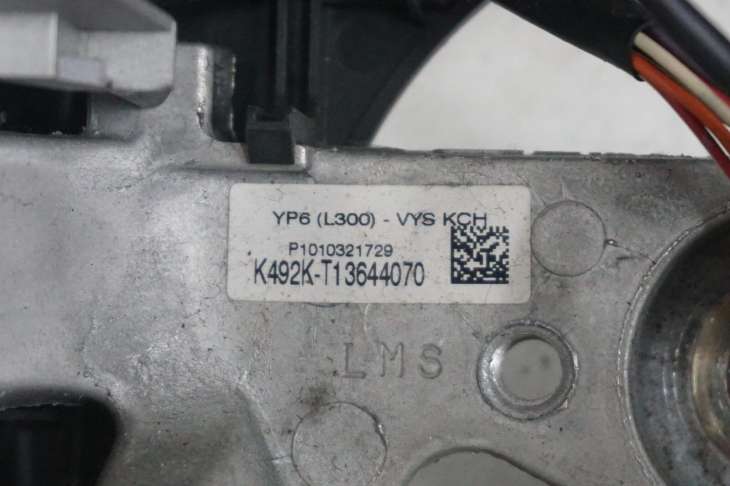 YP6 (L300) - VYS KCH
P1010321729
K492K-T13644070
LMS